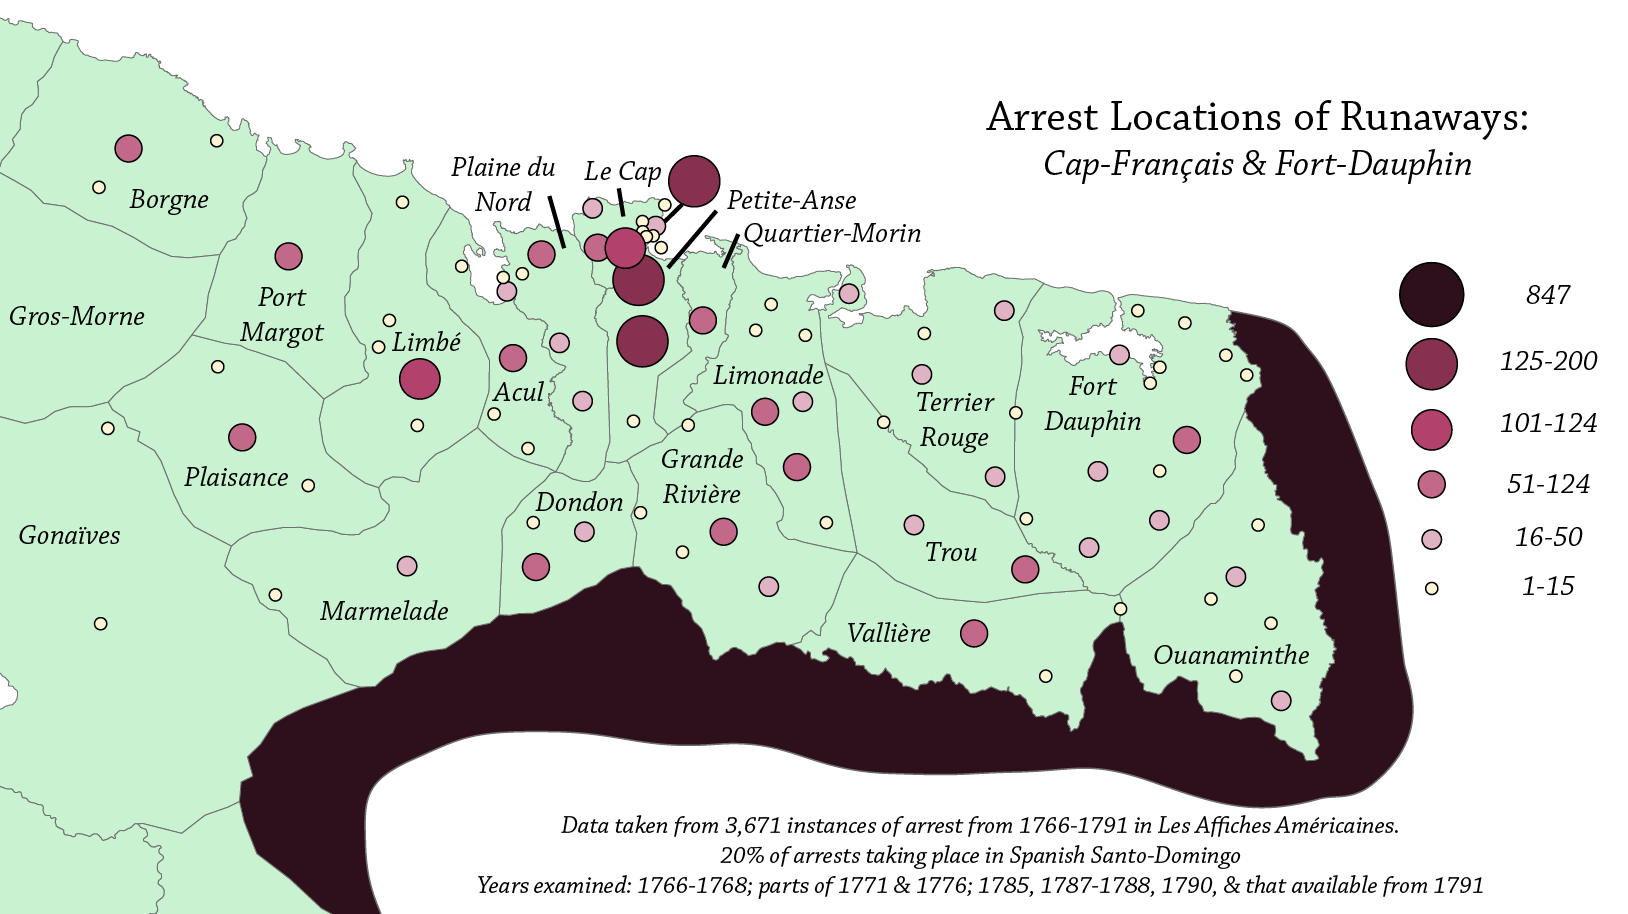 Arrest Locations of Runaways:
Cap-Français & Fort-Dauphin
Plaine du
Nord
Le Cap
Petite-Anse
Quartier-Morin
Borgne
Port
Margot
Gros-Morne
Limbé
Acul
Limonade
Terrier
Rouge
Fort
Dauphin
Plaisance
Grande
Rivière
Dondon
Gonaïves
Trou
Marmelade
Vallière
Ouanaminthe
847
125-200
101-124
51-124
16-50
1-15
Data taken from 3,671 instances of arrest from 1766-1791 in Les Affiches Américaines.
20% of arrests taking place in Spanish Santo-Domingo
Years examined: 1766-1768; parts of 1771 & 1776; 1785, 1787-1788, 1790, & that available from 1791